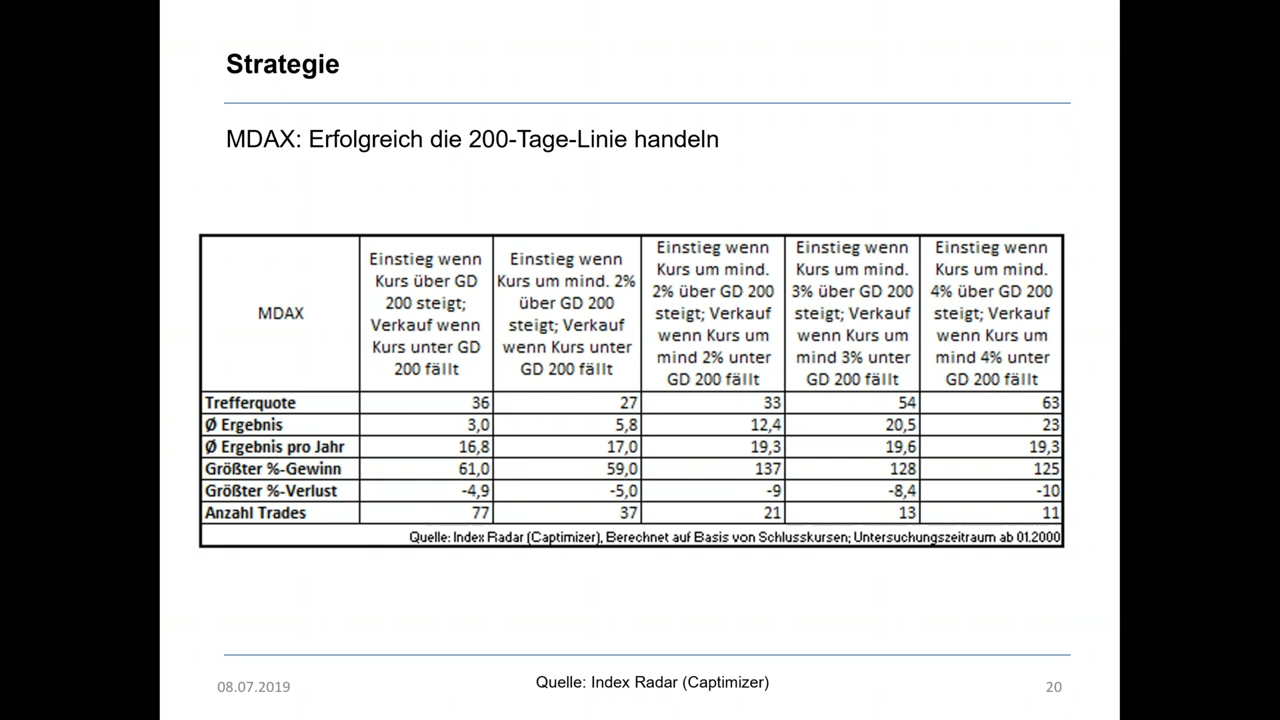 Strategie
MDAX: Erfolgreich die 200-Tage-Linie handeln
MDAX
Einstieg wenn
Kurs über GD
200 steigt;
Verkauf wenn
Kurs unter GD
200 fällt
Einstieg wenn
Kurs um mind. 2%
über GD 200
steigt; Verkauf
wenn Kurs unter
GD 200 fällt
Einstieg wenn
Kurs um mind.
2% über GD 200
steigt; Verkauf
wenn Kurs um
mind 2% unter
GD 200 fällt
Einstieg wenn
Kurs um mind.
3% über GD 200
steigt; Verkauf
wenn Kurs um
mind 3% unter
GD 200 fällt
Einstieg wenn
Kurs um mind.
4% über GD 200
steigt; Verkauf
wenn Kurs um
mind 4% unter
GD 200 fällt
Trefferquote 36 27 33 54 63
Ø Ergebnis 3,0 5,8 12,4 20,5 23
Ø Ergebnis pro Jahr 16,8 17,0 19,3 19,6 19,3
Größter %-Gewinn 61,0 59,0 137 128 125
Größter %-Verlust -4,9 -5,0 -9 -8,4 -10
Anzahl Trades 77 37 21 13 11
Quelle: Index Radar (Captimizer), Berechnet auf Basis von Schlusskursen; Untersuchungszeitraum ab 01.2000
08.07.2019 Quelle: Index Radar (Captimizer) 20